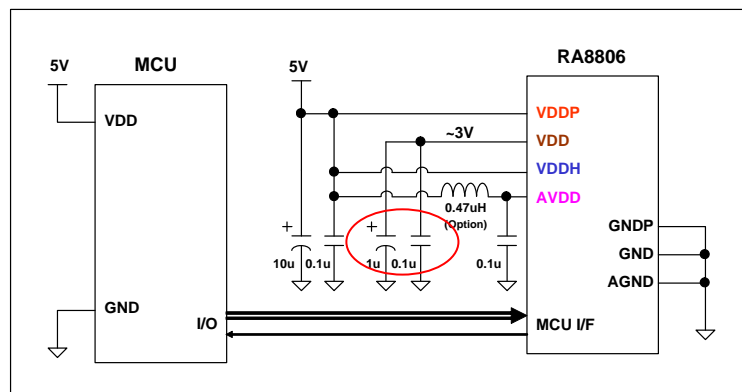 MCU
RA8806
5V
5V
VDD
VDDP
~3V
VDD
VDDH
AVDD
0.47uH
(Option)
+
+
10u
0.1u
1u
0.1u
0.1u
GNDP
GND
AGND
GND
I/O
MCU I/F